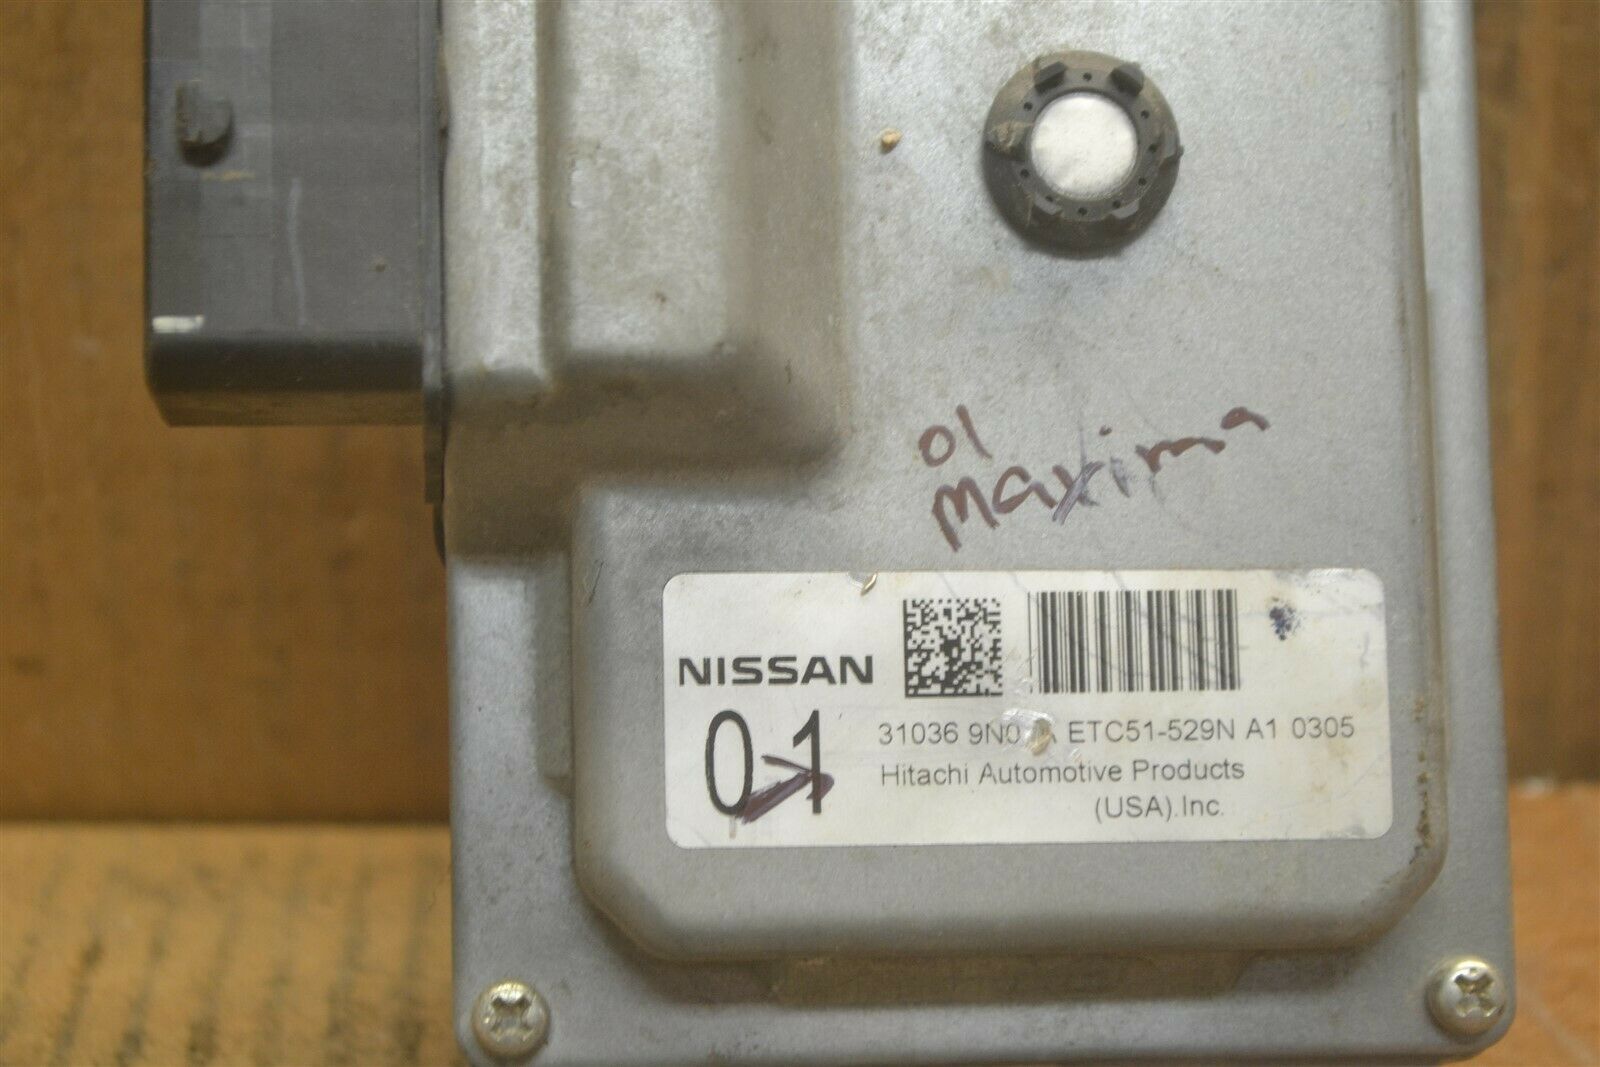 01
Maxima
NISSAN
01
31036 ETC51-529N A1 0305
Hitachi Automotive Products
(USA).Inc.